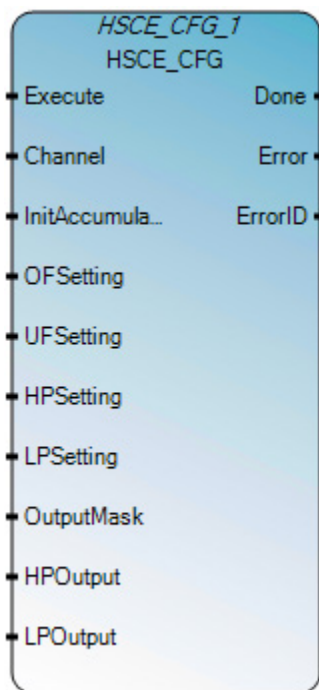 HSCE_CFG_1
HSCE_CFG
Execute Done
Channel Error
InitAccumula... ErrorID
OFSetting
UFSetting
HPSetting
LPSetting
OutputMask
HPOutput
LPOutput